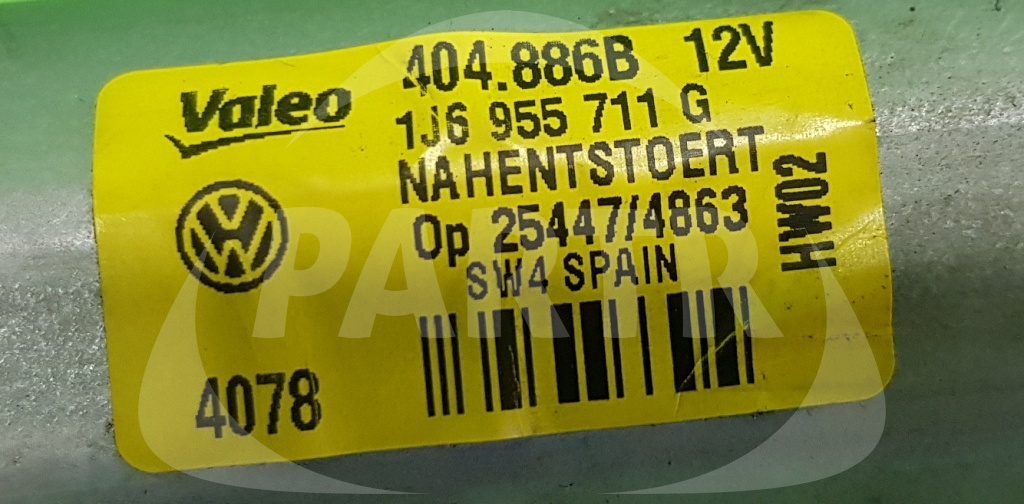 Valeo
404.886B 12V
1J6 955 711 G
NAHENTSTOERT
Op 25447/4863
SW4 SPAIN
HW02
4078
PARTR